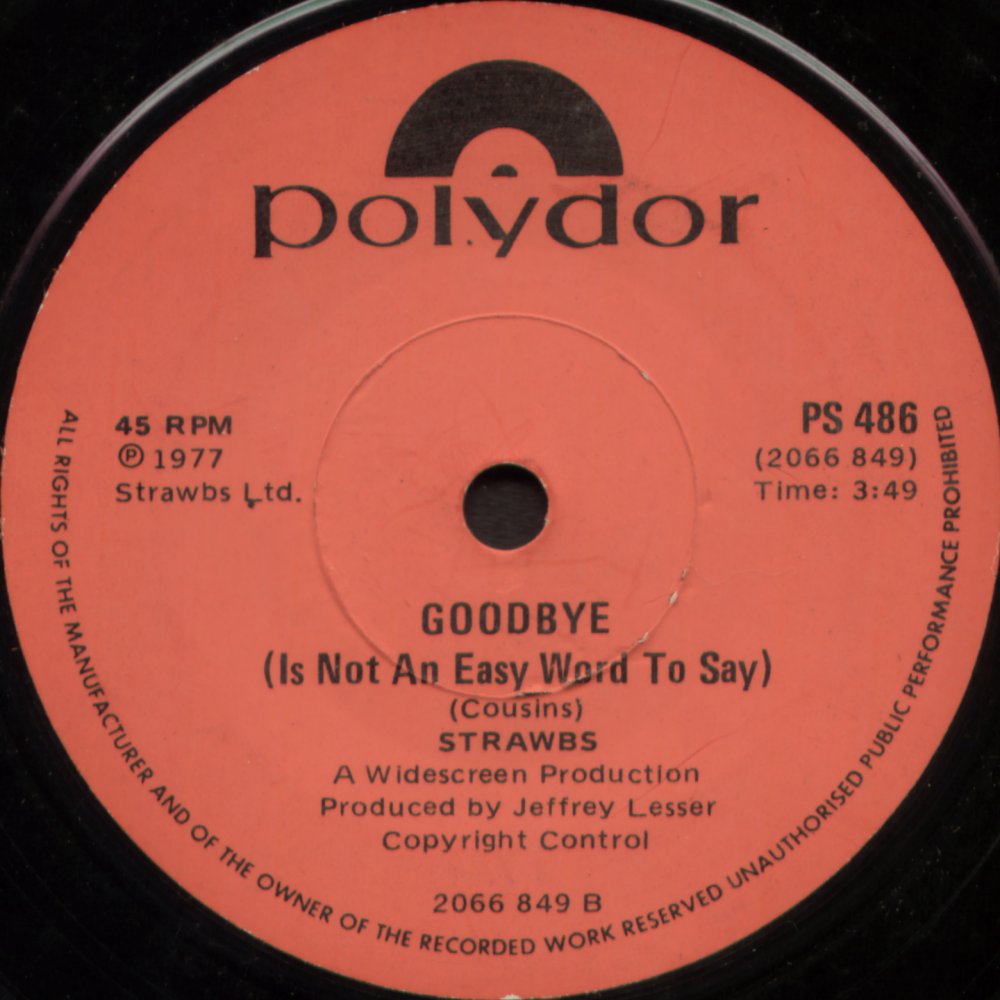 polydor
45 RPM
℗ 1977
Strawbs Ltd.
PS 486
(2066 849)
Time: 3:49
GOODBYE
(Is Not An Easy Word To Say)
(Cousins)
STRAWBS
A Widescreen Production
Produced by Jeffrey Lesser
Copyright Control
2066 849 B
ALL RIGHTS OF THE MANUFACTURER AND OF THE OWNER OF THE RECORDED WORK RESERVED UNAUTHORISED PUBLIC PERFORMANCE PROHIBITED